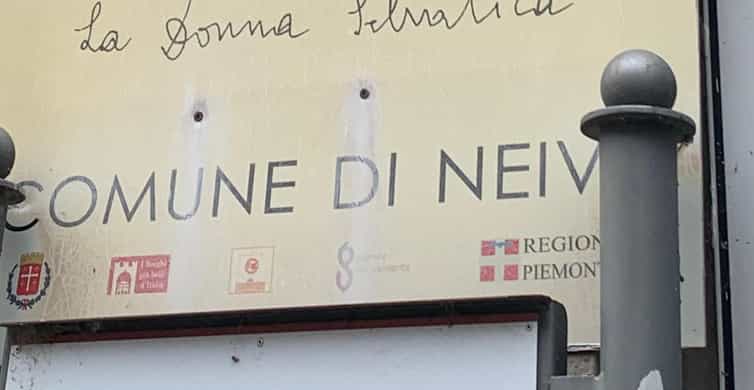 La Donna Selvatica
COMUNE DI NEIV
I Borghi
più belli
d'Italia
REGION
PIEMONT